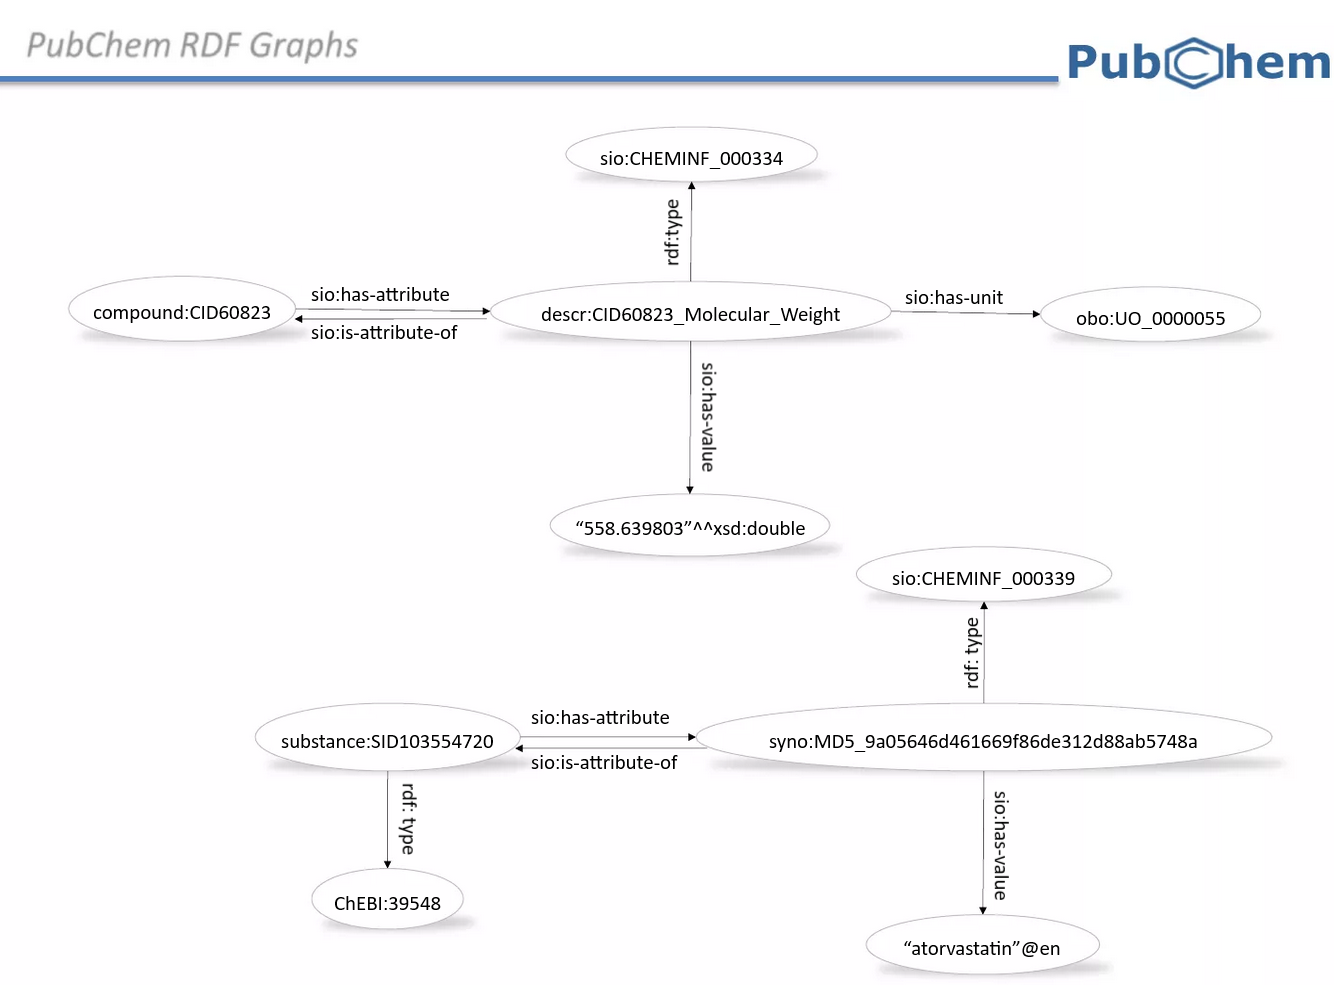 PubChem RDF Graphs
PubChem
sio:CHEMINF_000334
rdf:type
sio:has-attribute
sio:has-unit
compound:CID60823
descr:CID60823_Molecular_Weight
obo:UO_0000055
sio:is-attribute-of
sio:has-value
“558.639803”^^xsd:double
sio:CHEMINF_000339
rdf: type
sio:has-attribute
substance:SID103554720
syno:MD5_9a05646d461669f86de312d88ab5748a
sio:is-attribute-of
rdf: type
sio:has-value
ChEBI:39548
“atorvastatin”@en